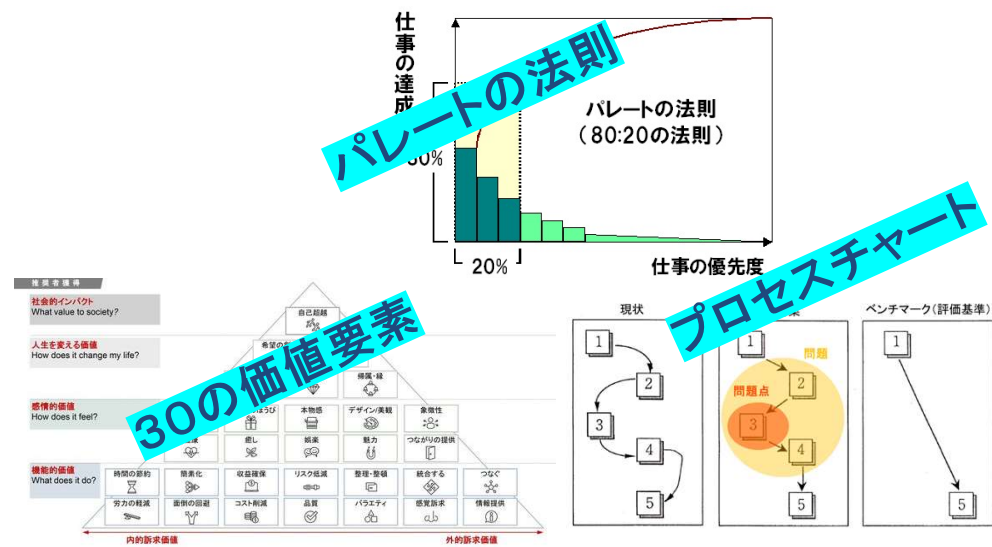 仕事の達成
パレートの法則
パレートの法則
(80:20の法則)
20%
仕事の優先度
プロセスチャート
推奨者獲得
社会的インパクト
What value to society?
自己超越
人生を変える価値
How does it change my life?
帰属・縁
30の価値要素
感情的価値
How does it feel?
本物感
デザイン/美観
象徴性
癒し
娯楽
魅力
つながりの提供
機能的価値
What does it do?
時間の節約
簡素化
収益確保
リスク低減
整理・整頓
統合する
つなぐ
労力の軽減
面倒の回避
コスト削減
品質
バラエティ
感覚訴求
情報提供
内的訴求価値
外的訴求価値
現状
1
2
3
4
5
1
問題
2
問題点
3
4
5
ベンチマーク(評価基準)
1
5